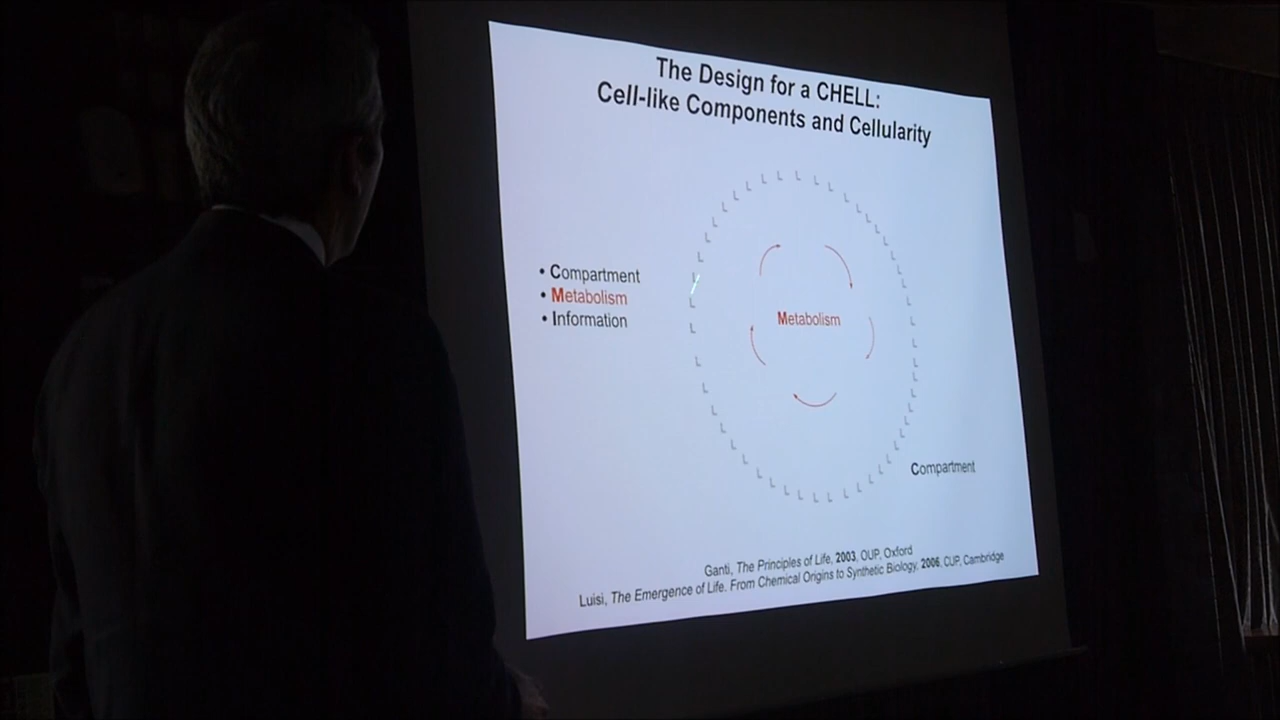 The Design for a CHELL:
Cell-like Components and Cellularity
• Compartment
• Metabolism
• Information
Metabolism
Compartment
Ganti, The Principles of Life, 2003, OUP, Oxford
Luisi, The Emergence of Life. From Chemical Origins to Synthetic Biology, 2006, CUP, Cambridge